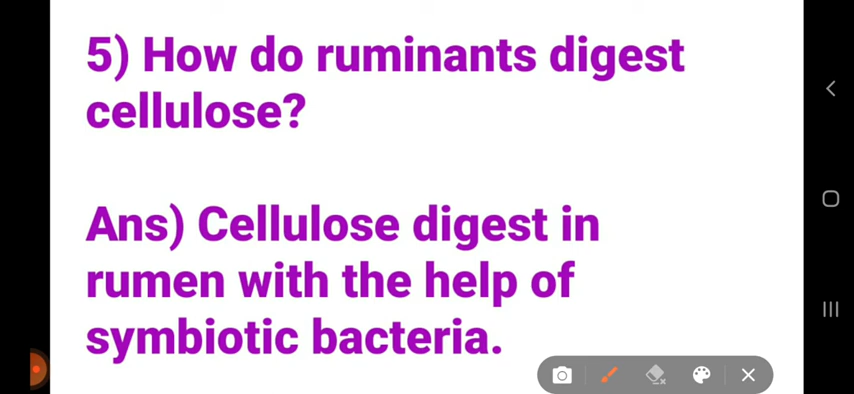 5) How do ruminants digest
cellulose?
Ans) Cellulose digest in
rumen with the help of
symbiotic bacteria.